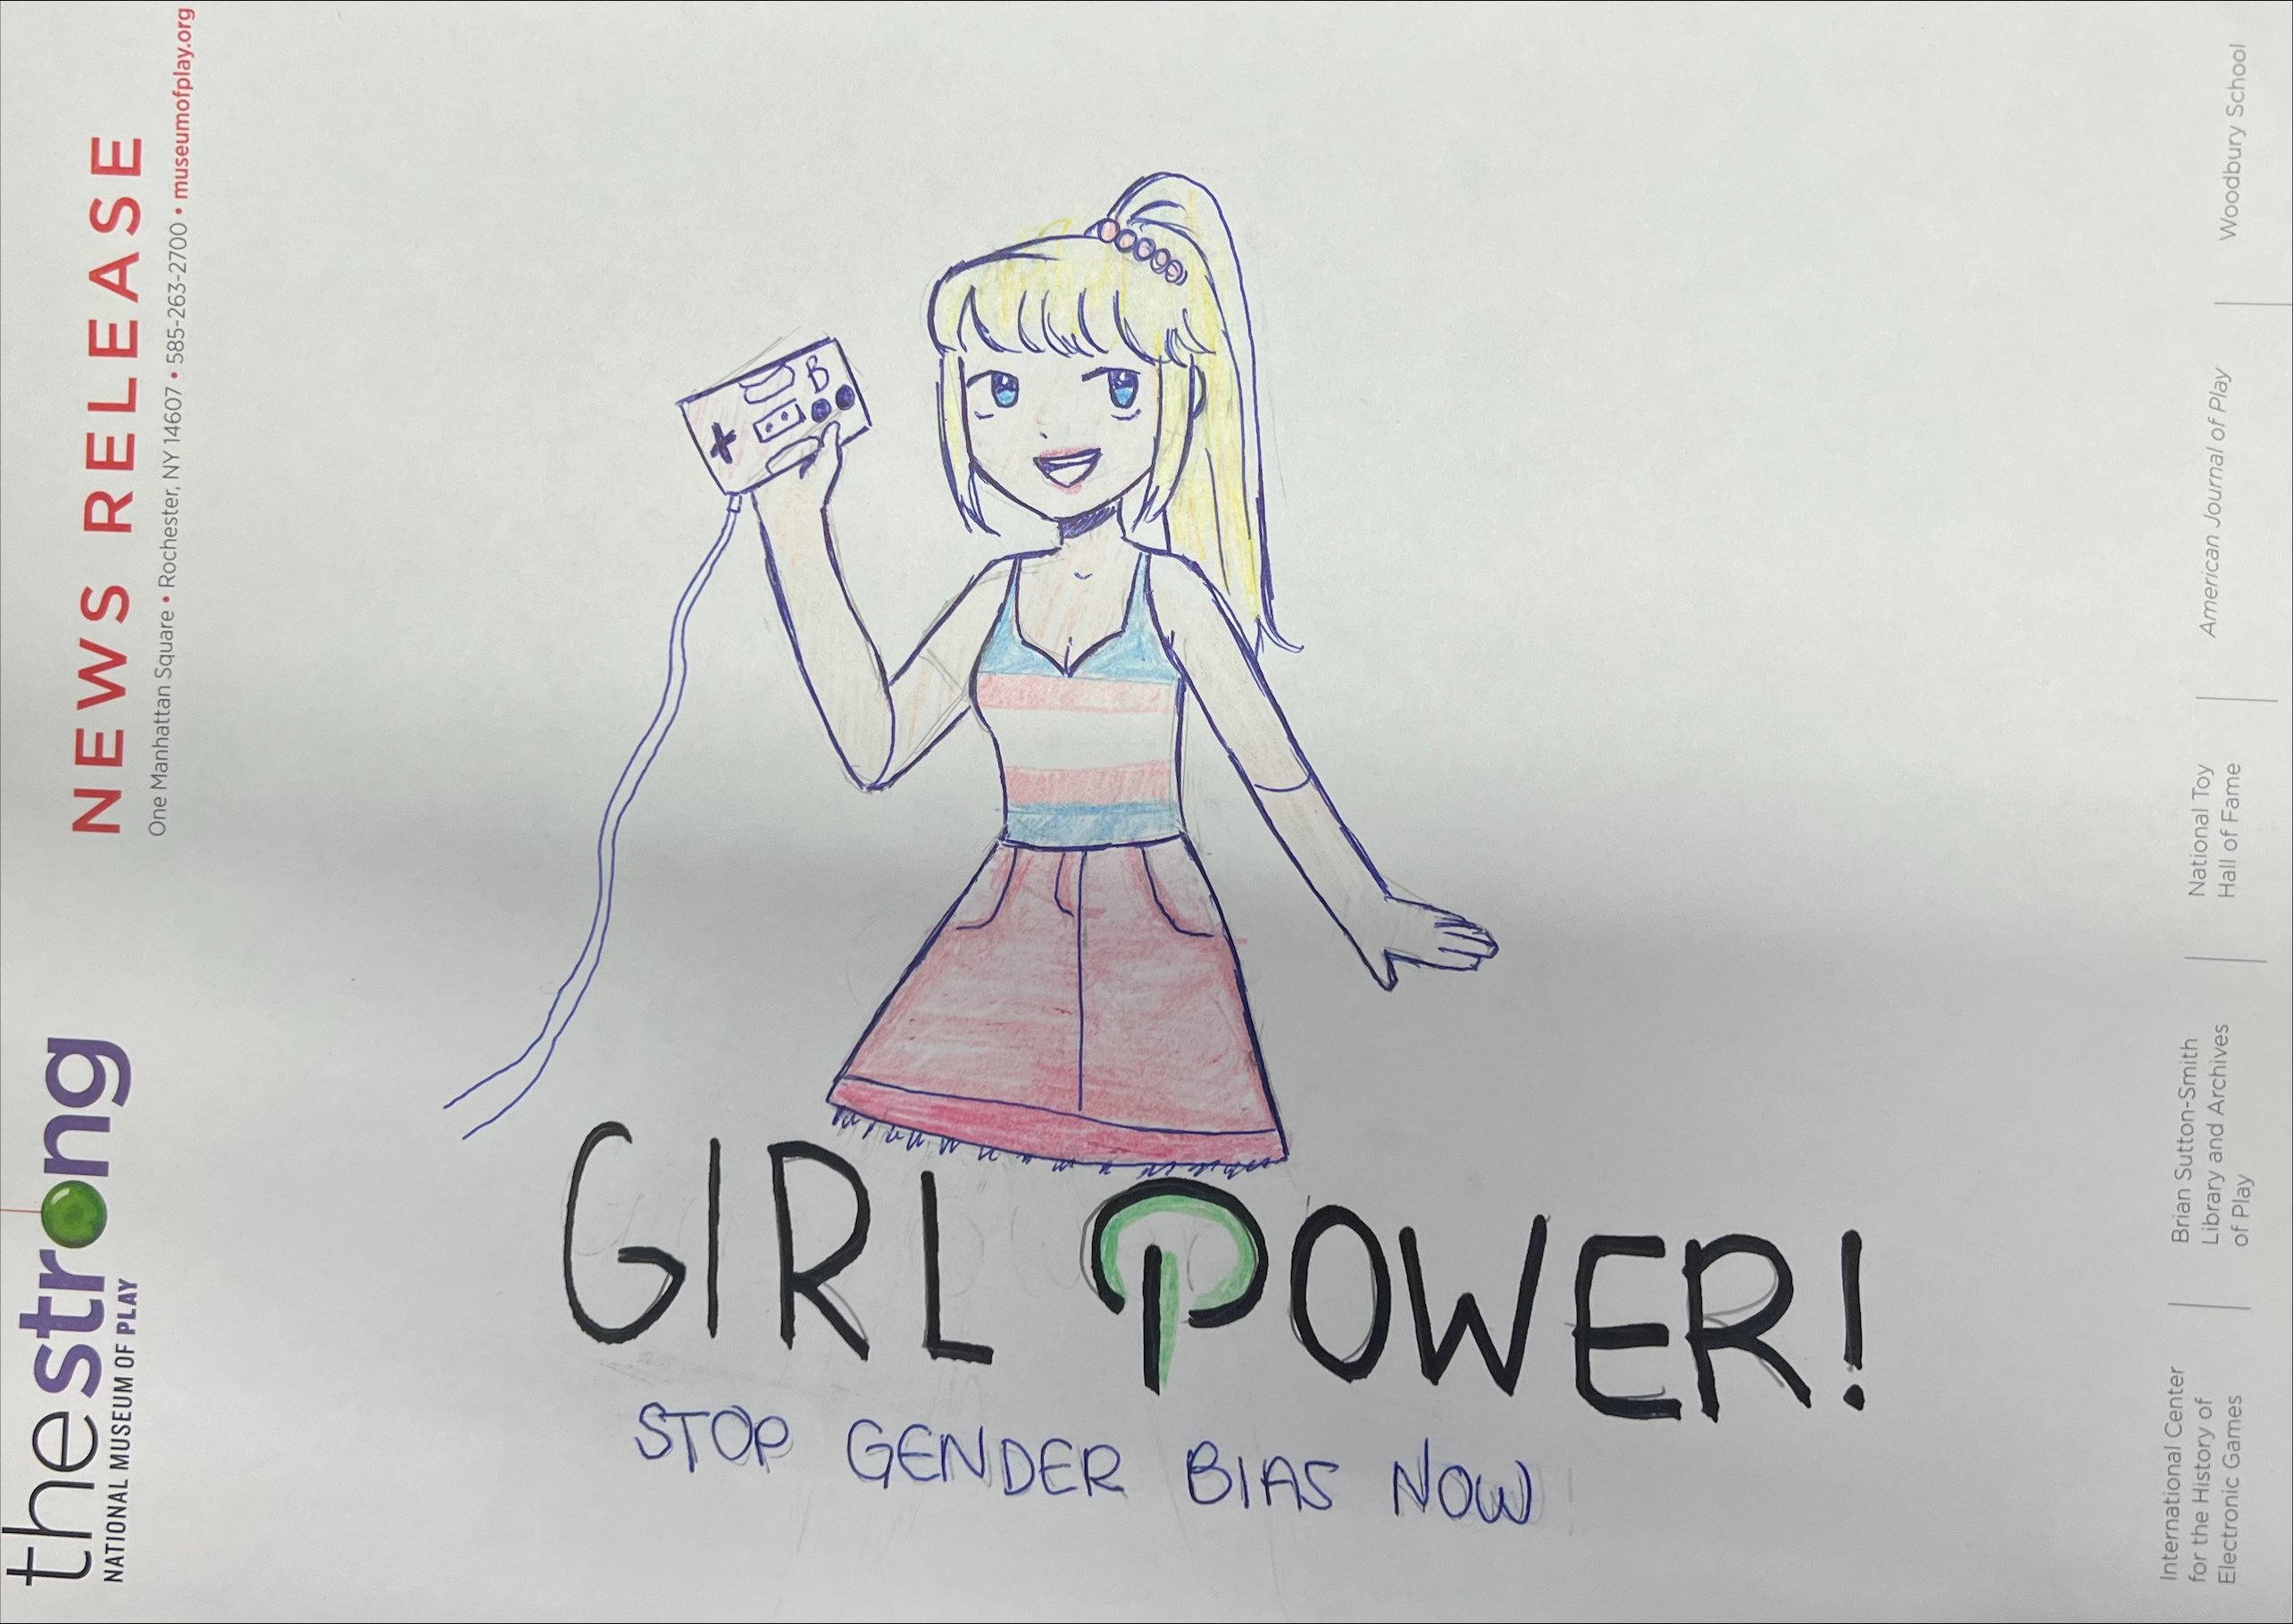 the strong
NATIONAL MUSEUM OF PLAY
NEWS RELEASE
One Manhattan Square • Rochester, NY 14607 • 585-263-2700 • museumofplay.org
B
GIRL POWER!
STOP GENDER BIAS NOW
International Center
for the History of
Electronic Games
Brian Sutton-Smith
Library and Archives
of Play
National Toy
Hall of Fame
American Journal of Play
Woodbury School